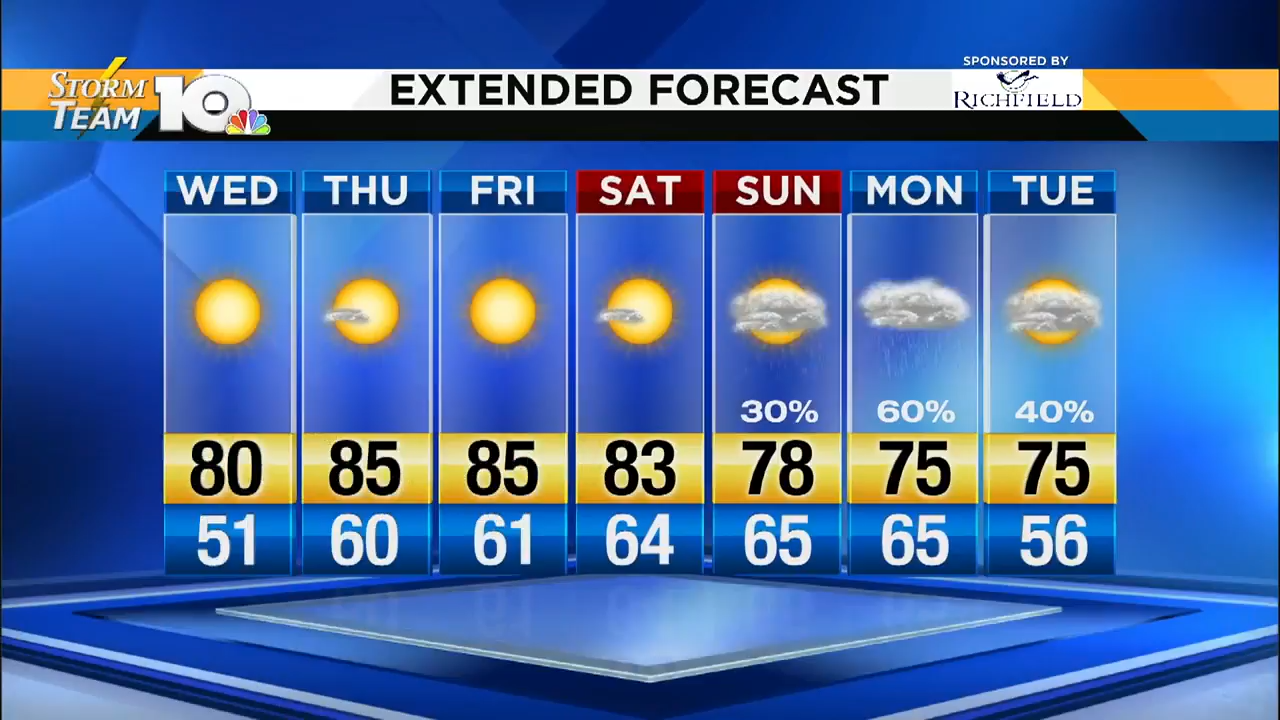 STORM TEAM 10
EXTENDED FORECAST
SPONSORED BY
RICHFIELD
WED THU FRI SAT SUN MON TUE
30% 60% 40%
80 85 85 83 78 75 75
51 60 61 64 65 65 56